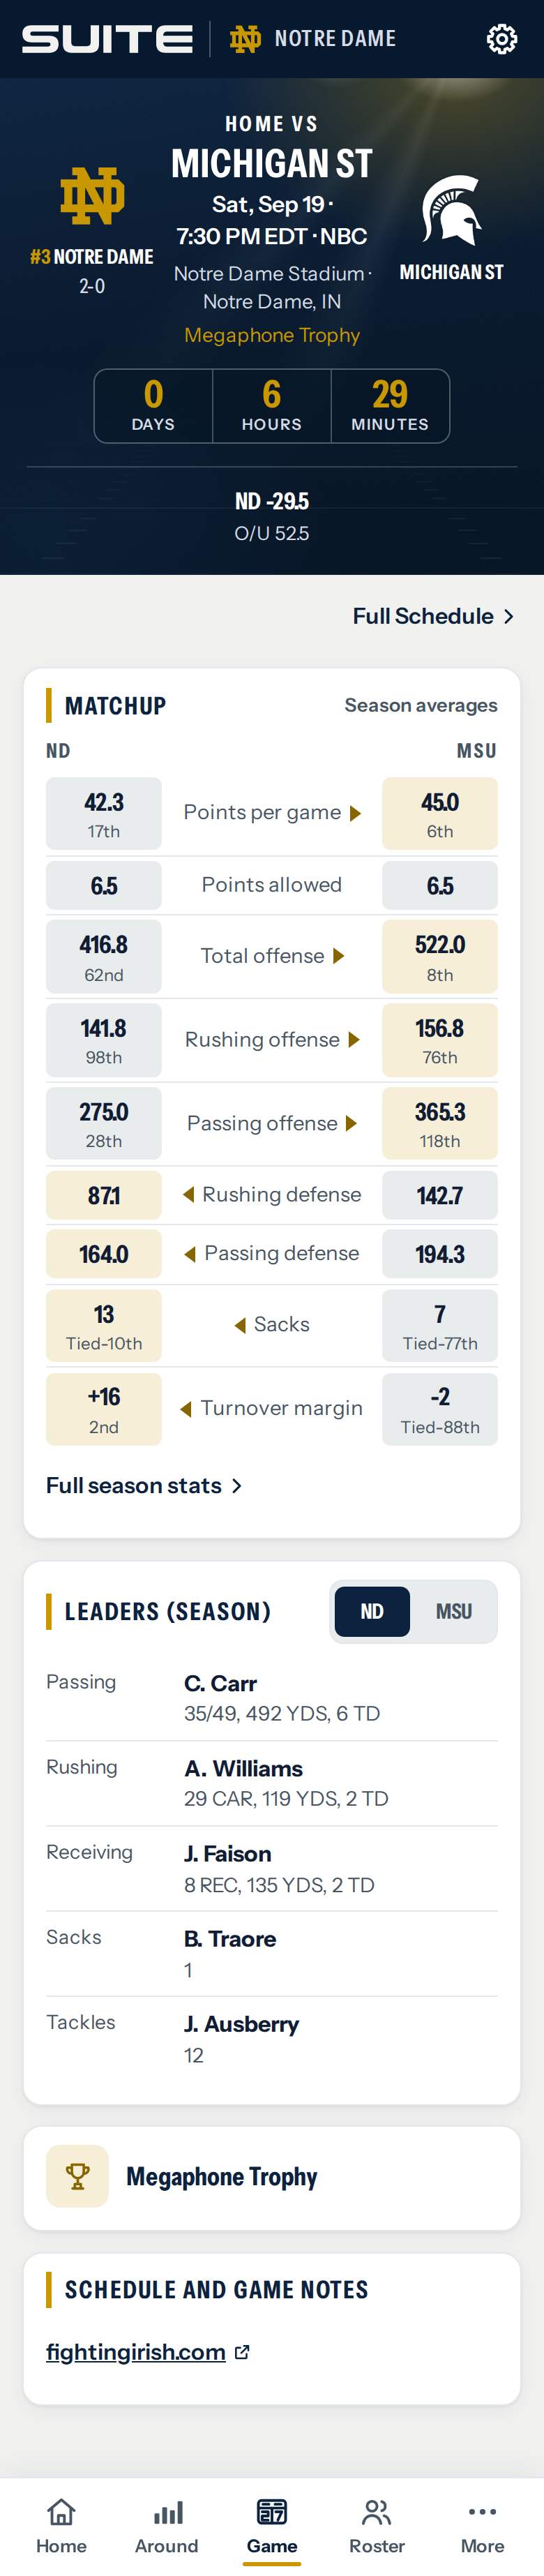 SUITE
NOTRE DAME
HOME VS
MICHIGAN ST
Sat, Sep 19 ·
7:30 PM EDT · NBC
#3 NOTRE DAME
2-0
MICHIGAN ST
Notre Dame Stadium ·
Notre Dame, IN
Megaphone Trophy
0 6 29
DAYS HOURS MINUTES
ND -29.5
O/U 52.5
Full Schedule
MATCHUP Season averages
ND MSU
42.3 Points per game 45.0
17th 6th
6.5 Points allowed 6.5
416.8 Total offense 522.0
62nd 8th
141.8 Rushing offense 156.8
98th 76th
275.0 Passing offense 365.3
28th 118th
87.1 Rushing defense 142.7
164.0 Passing defense 194.3
13 Sacks 7
Tied-10th Tied-77th
+16 Turnover margin -2
2nd Tied-88th
Full season stats
LEADERS (SEASON) ND MSU
Passing C. Carr
35/49, 492 YDS, 6 TD
Rushing A. Williams
29 CAR, 119 YDS, 2 TD
Receiving J. Faison
8 REC, 135 YDS, 2 TD
Sacks B. Traore
1
Tackles J. Ausberry
12
Megaphone Trophy
SCHEDULE AND GAME NOTES
fightingirish.com
Home Around Game Roster More